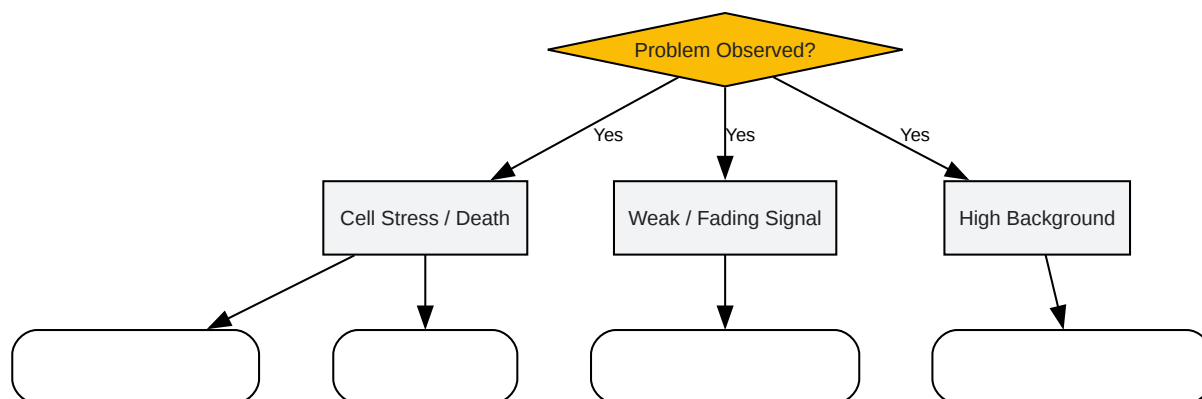 Problem Observed?
Yes
Yes
Yes
Cell Stress / Death
Weak / Fading Signal
High Background